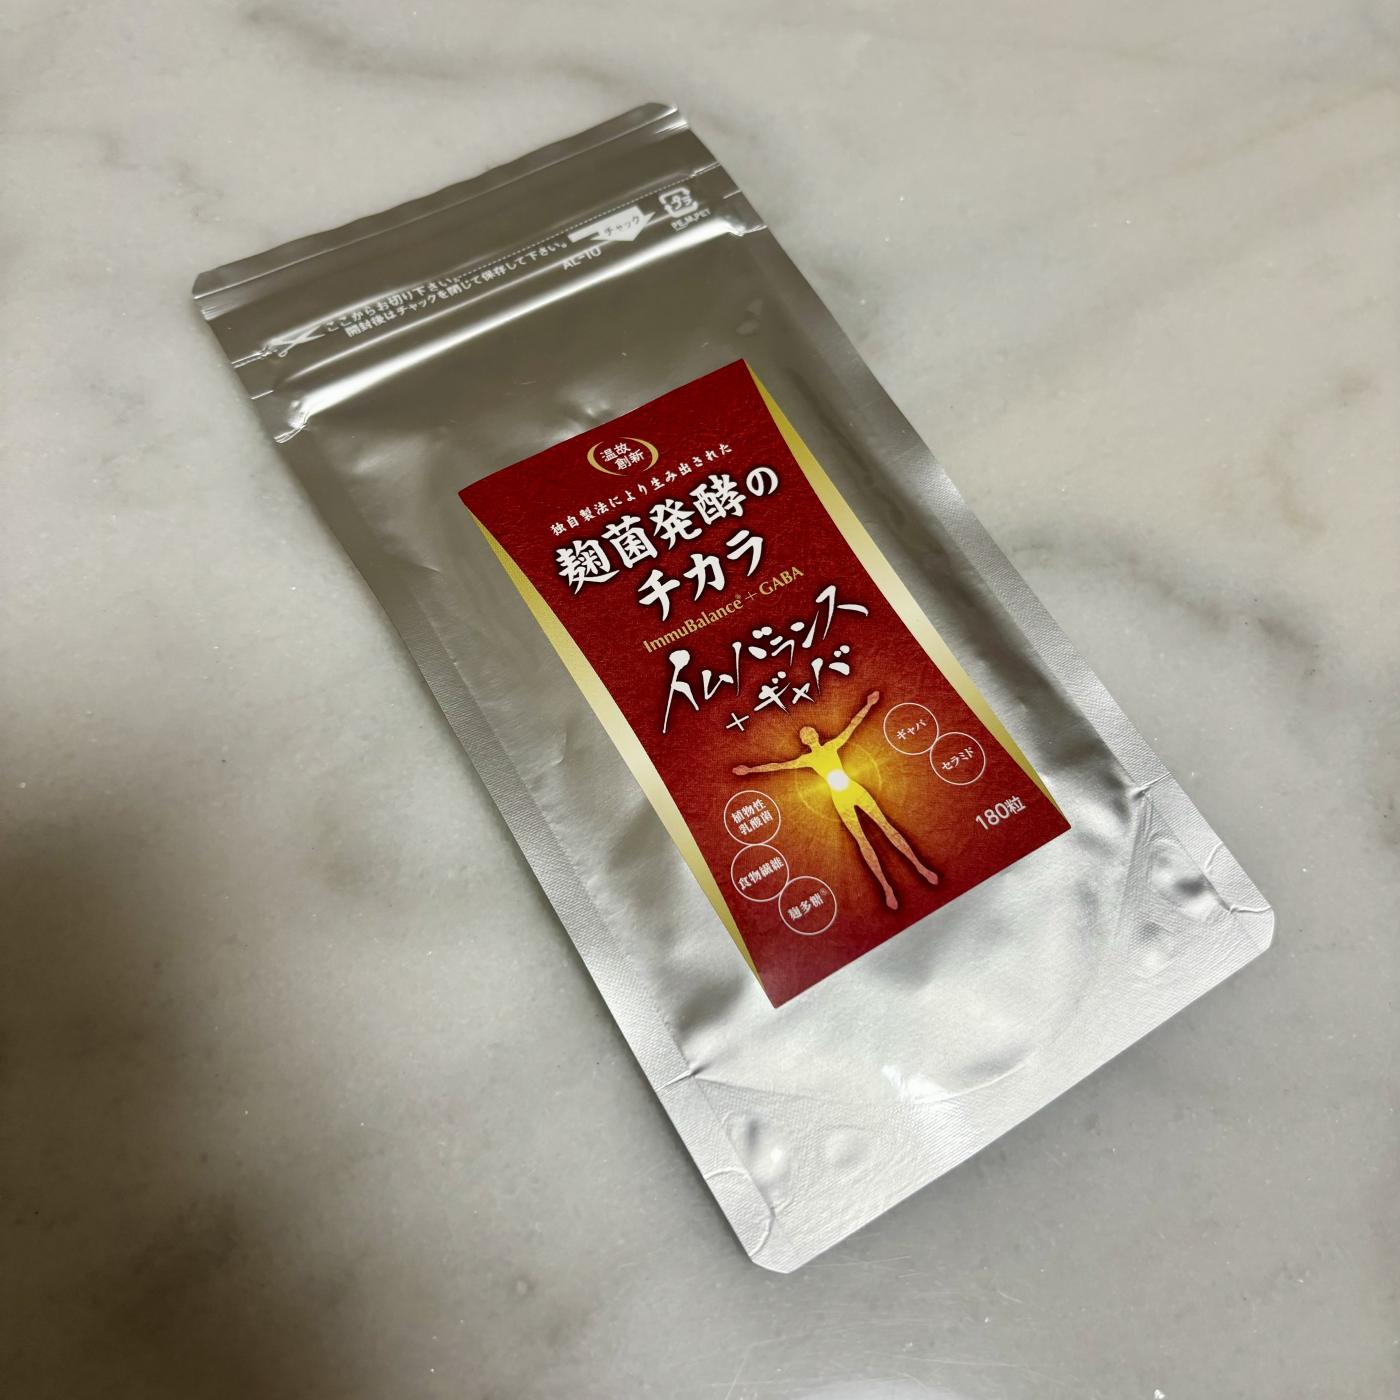 プラ
PE,M,PET
チャック
AL-10
ここからお切り下さい。
開封後はチャックを閉じて保存して下さい。
温故
創新
独自製法により生み出された
麹菌発酵の
チカラ
ImmuBalance®+GABA
イムバランス
+ギャバ
ギャバ
セラミド
植物性
乳酸菌
食物繊維
麹多糖®
180粒